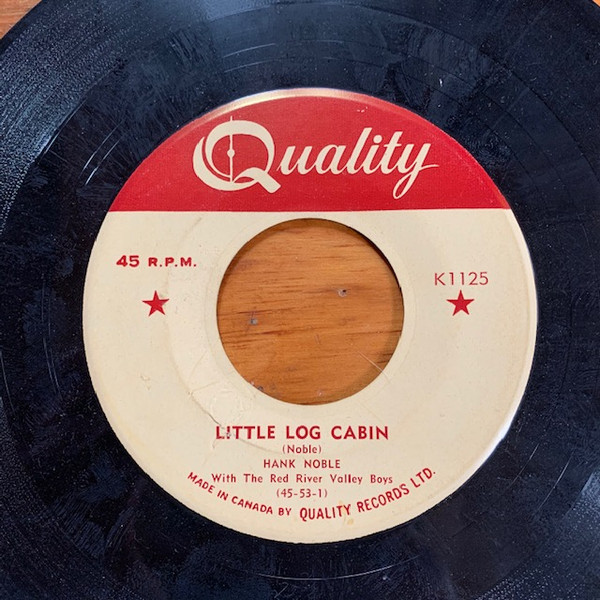 Quality
45 R.P.M.
K1125
LITTLE LOG CABIN
(Noble)
HANK NOBLE
With The Red River Valley Boys
(45-53-1)
MADE IN CANADA BY QUALITY RECORDS LTD.